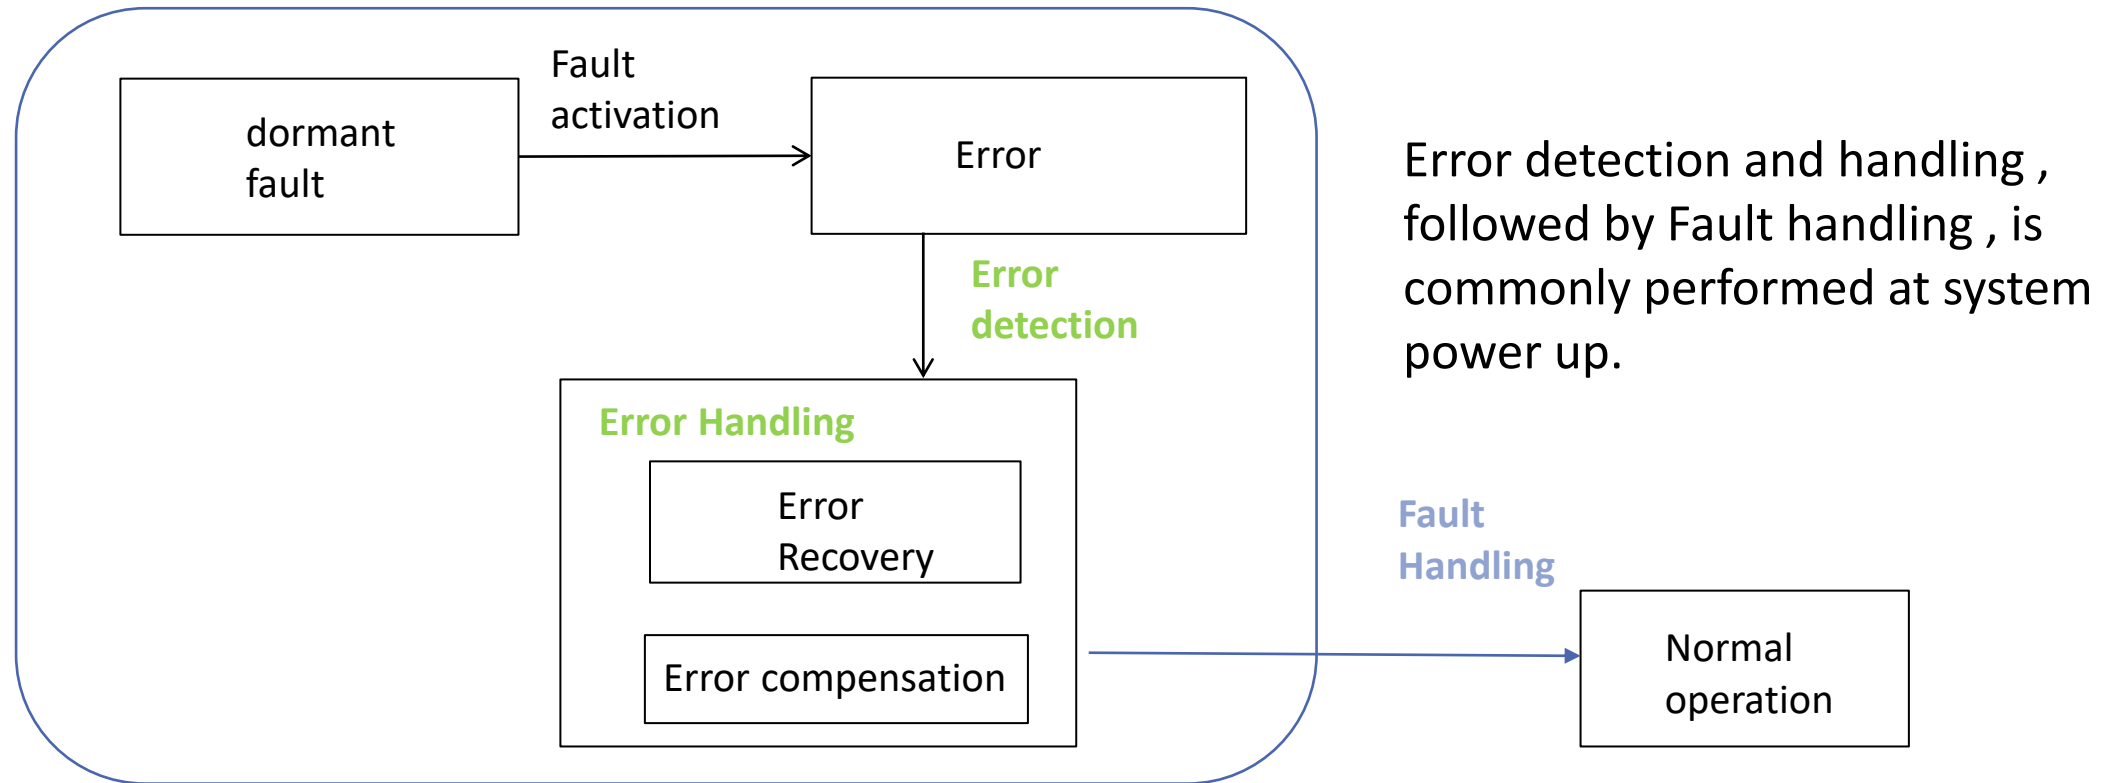 Fault
activation
dormant
fault
Error
Error detection and handling ,
followed by Fault handling , is
commonly performed at system
power up.
Error
detection
Error Handling
Error
Recovery
Error compensation
Fault
Handling
Normal
operation